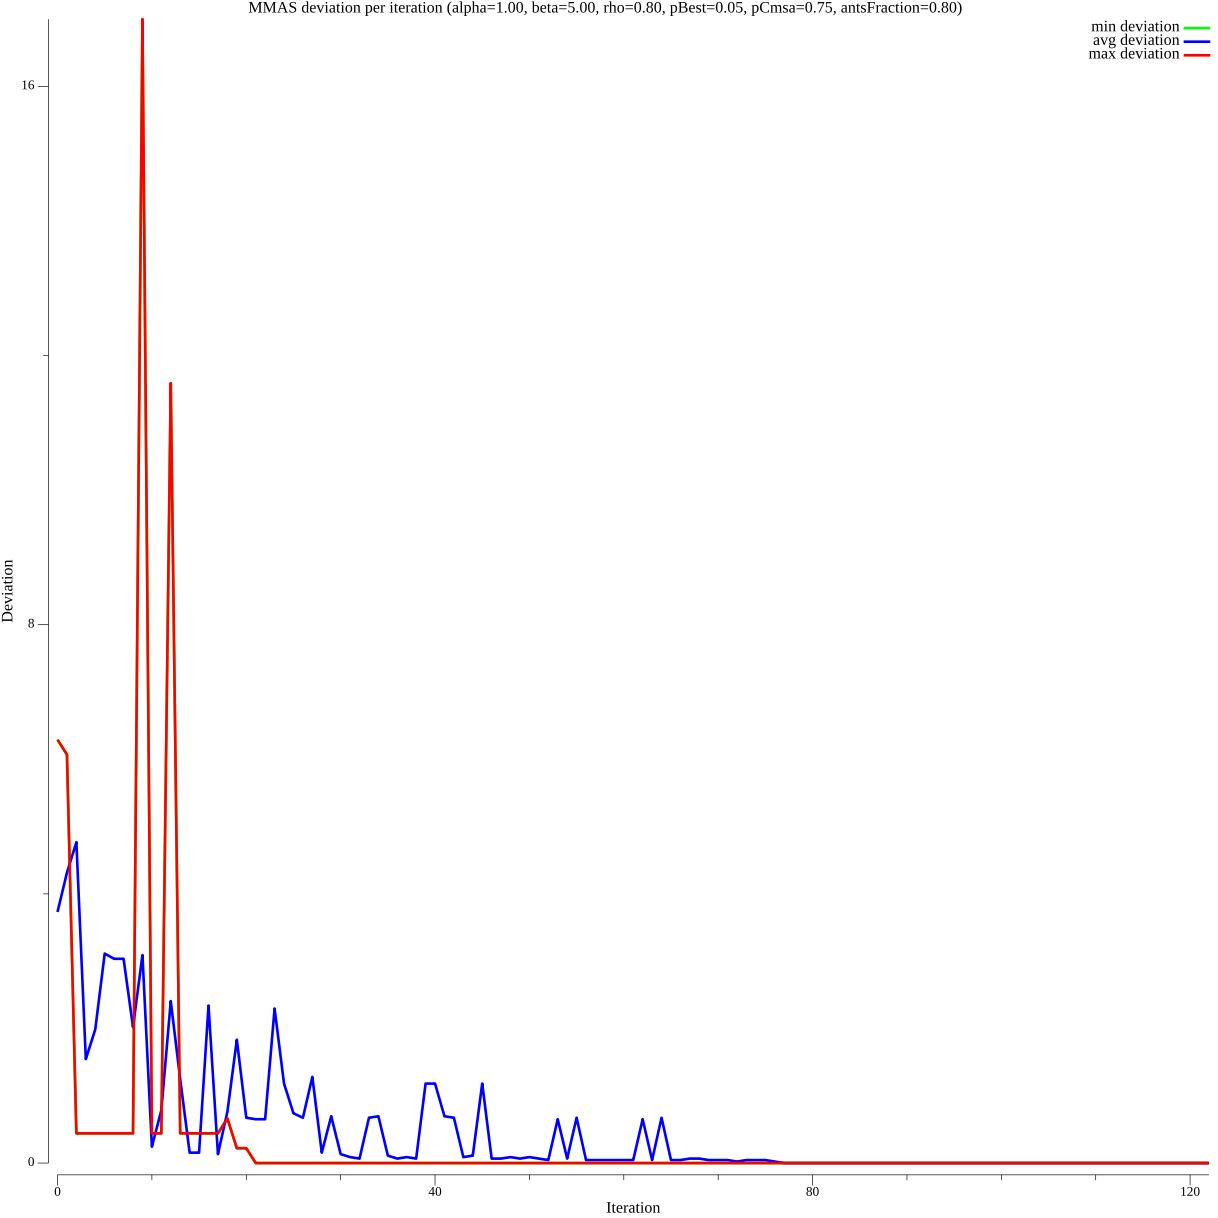 MMAS deviation per iteration (alpha=1.00, beta=5.00, rho=0.80, pBest=0.05, pCmsa=0.75, antsFraction=0.80)
min deviation
avg deviation
max deviation
16
8
0
Deviation
0 40 80 120
Iteration